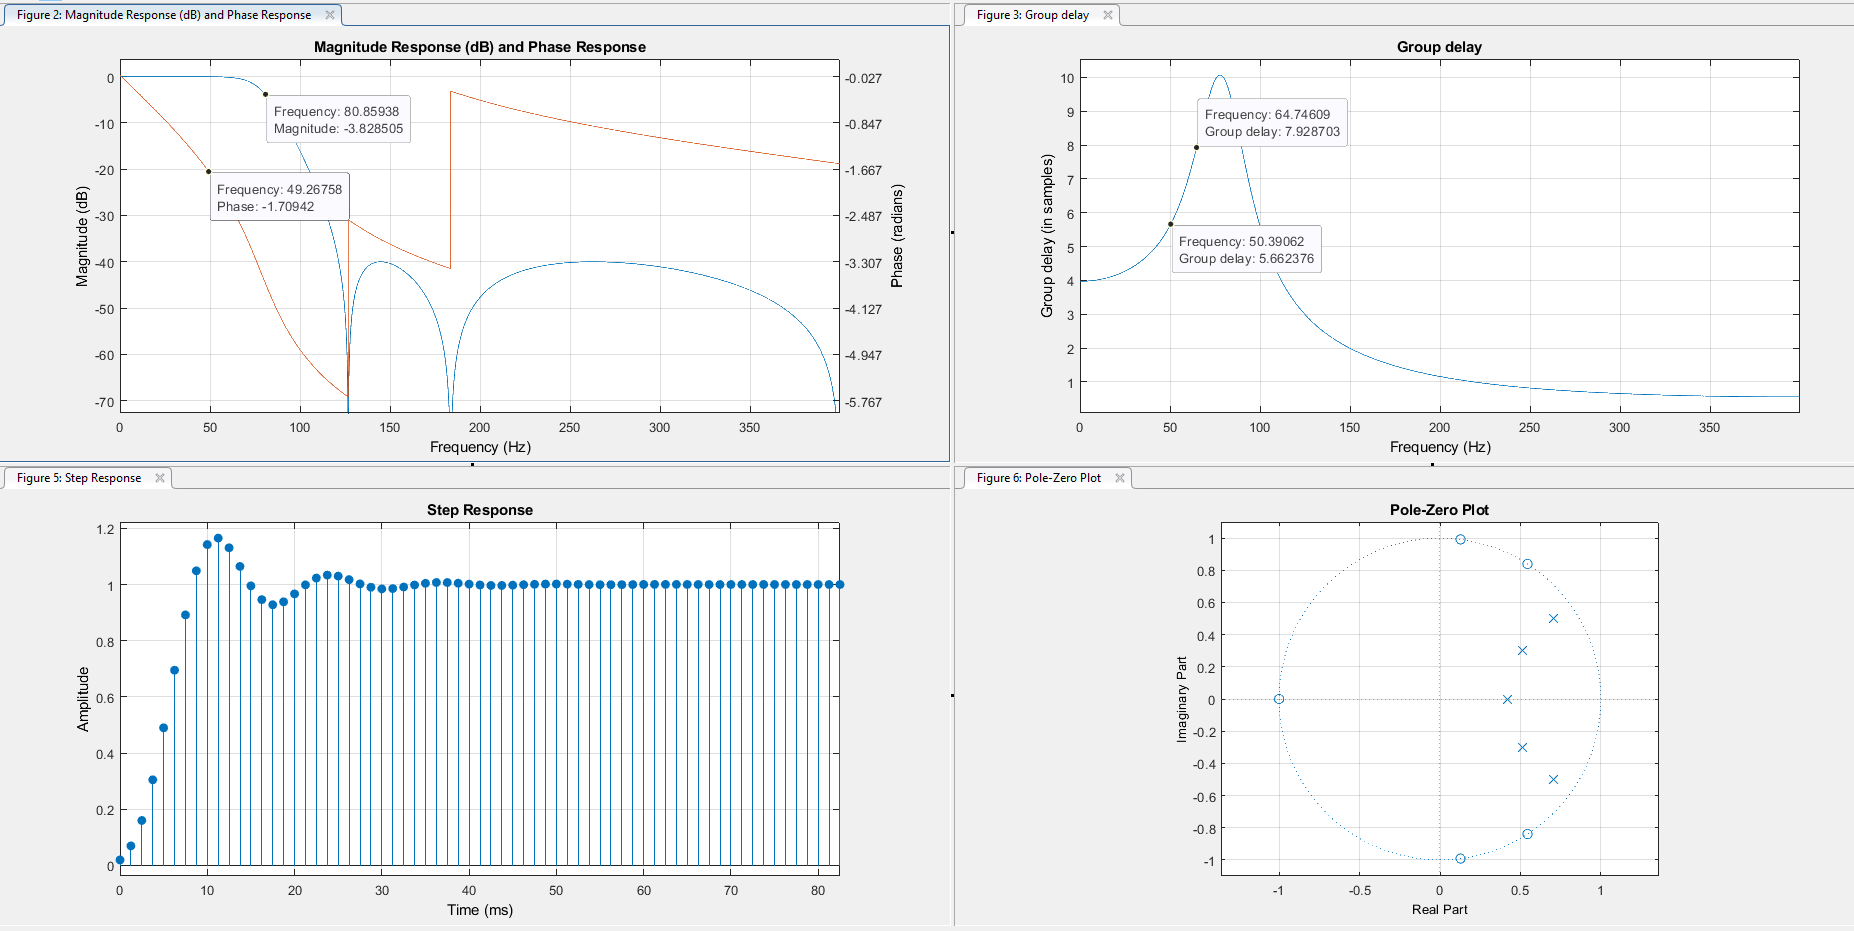 Figure 2: Magnitude Response (dB) and Phase Response
Magnitude Response (dB) and Phase Response
0
-10
-20
-30
-40
-50
-60
-70
Magnitude (dB)
-0.027
-0.847
-1.667
-2.487
-3.307
-4.127
-4.947
-5.767
Phase (radians)
Frequency: 80.85938
Magnitude: -3.828505
Frequency: 49.26758
Phase: -1.70942
0 50 100 150 200 250 300 350
Frequency (Hz)
Figure 3: Group delay
Group delay
10
9
8
7
6
5
4
3
2
1
Group delay (in samples)
Frequency: 64.74609
Group delay: 7.928703
Frequency: 50.39062
Group delay: 5.662376
0 50 100 150 200 250 300 350
Frequency (Hz)
Figure 5: Step Response
Step Response
1.2
1
0.8
0.6
0.4
0.2
0
Amplitude
0 10 20 30 40 50 60 70 80
Time (ms)
Figure 6: Pole-Zero Plot
Pole-Zero Plot
1
0.8
0.6
0.4
0.2
0
-0.2
-0.4
-0.6
-0.8
-1
Imaginary Part
-1 -0.5 0 0.5 1
Real Part